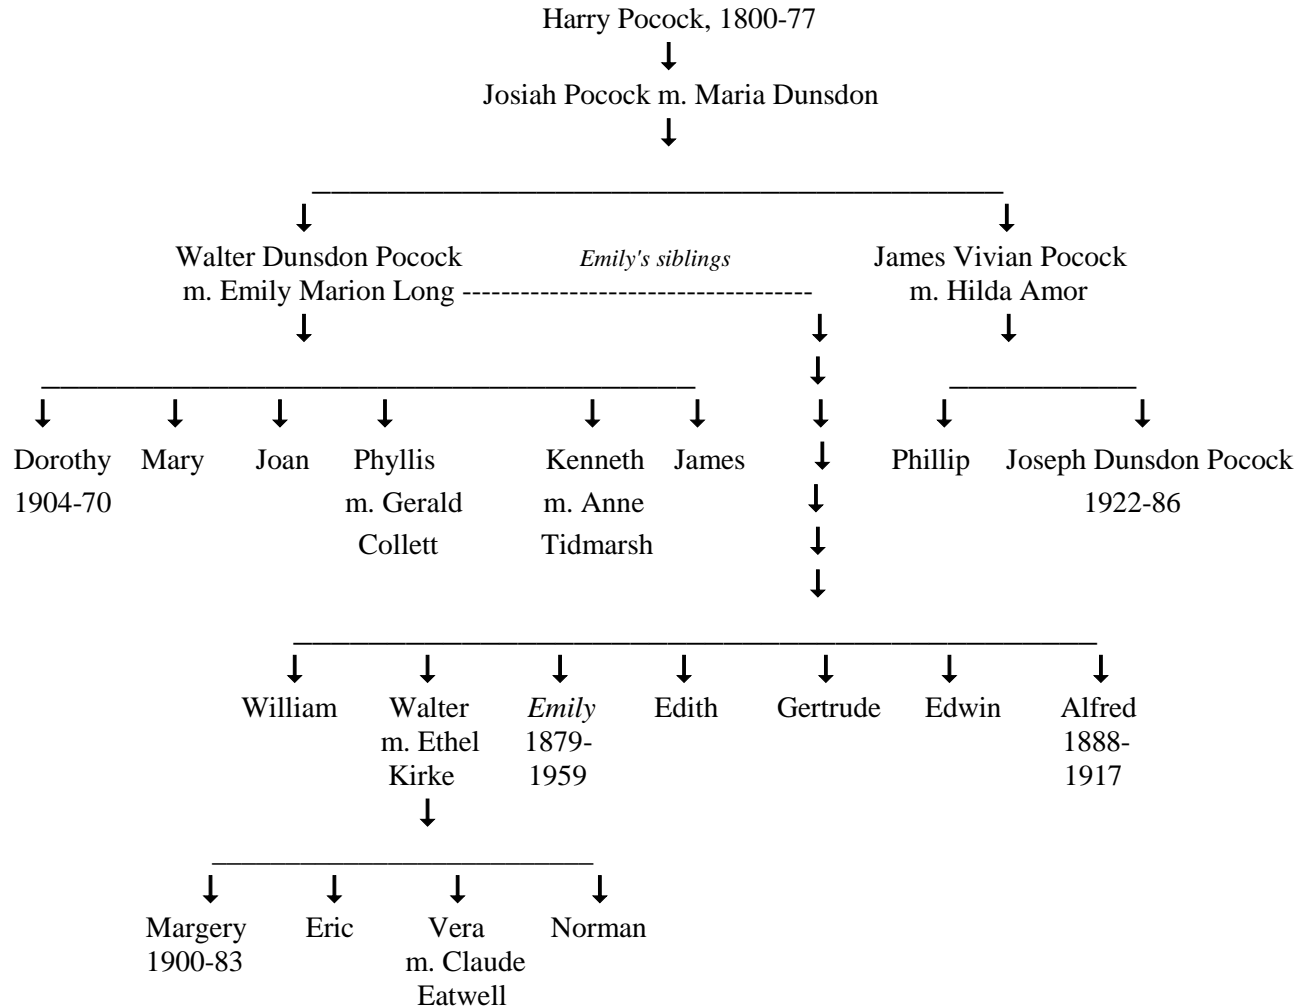 Harry Pocock, 1800-77
Josiah Pocock m. Maria Dunsdon
Walter Dunsdon Pocock Emily's siblings James Vivian Pocock
m. Emily Marion Long ---------------------------------- m. Hilda Amor
Dorothy Mary Joan Phyllis Kenneth James Phillip Joseph Dunsdon Pocock
1904-70 m. Gerald m. Anne 1922-86
Collett Tidmarsh
William Walter Emily Edith Gertrude Edwin Alfred
m. Ethel 1879- 1888-
Kirke 1959 1917
Margery Eric Vera Norman
1900-83 m. Claude
Eatwell